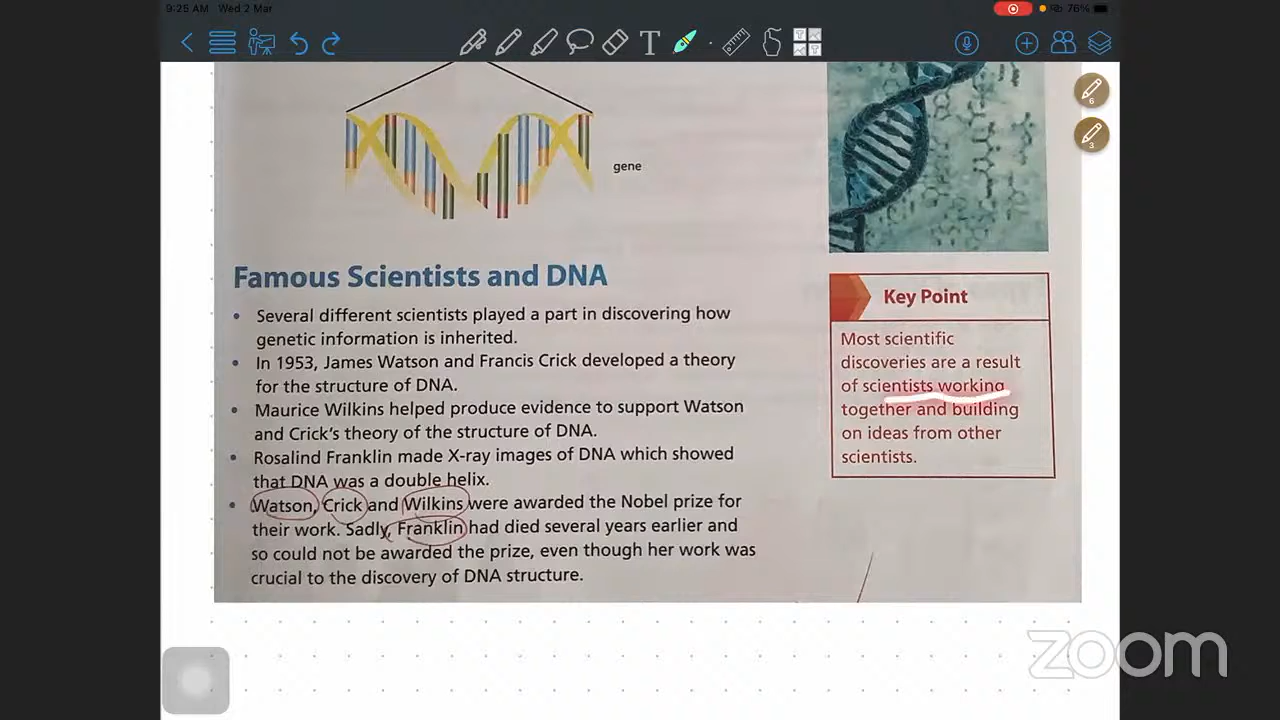 9:25 AM Wed 2 Mar
76%
T
6
3
gene
Famous Scientists and DNA
• Several different scientists played a part in discovering how
genetic information is inherited.
• In 1953, James Watson and Francis Crick developed a theory
for the structure of DNA.
• Maurice Wilkins helped produce evidence to support Watson
and Crick's theory of the structure of DNA.
• Rosalind Franklin made X-ray images of DNA which showed
that DNA was a double helix.
• Watson, Crick and Wilkins were awarded the Nobel prize for
their work. Sadly, Franklin had died several years earlier and
so could not be awarded the prize, even though her work was
crucial to the discovery of DNA structure.
Key Point
Most scientific
discoveries are a result
of scientists working
together and building
on ideas from other
scientists.
zoom